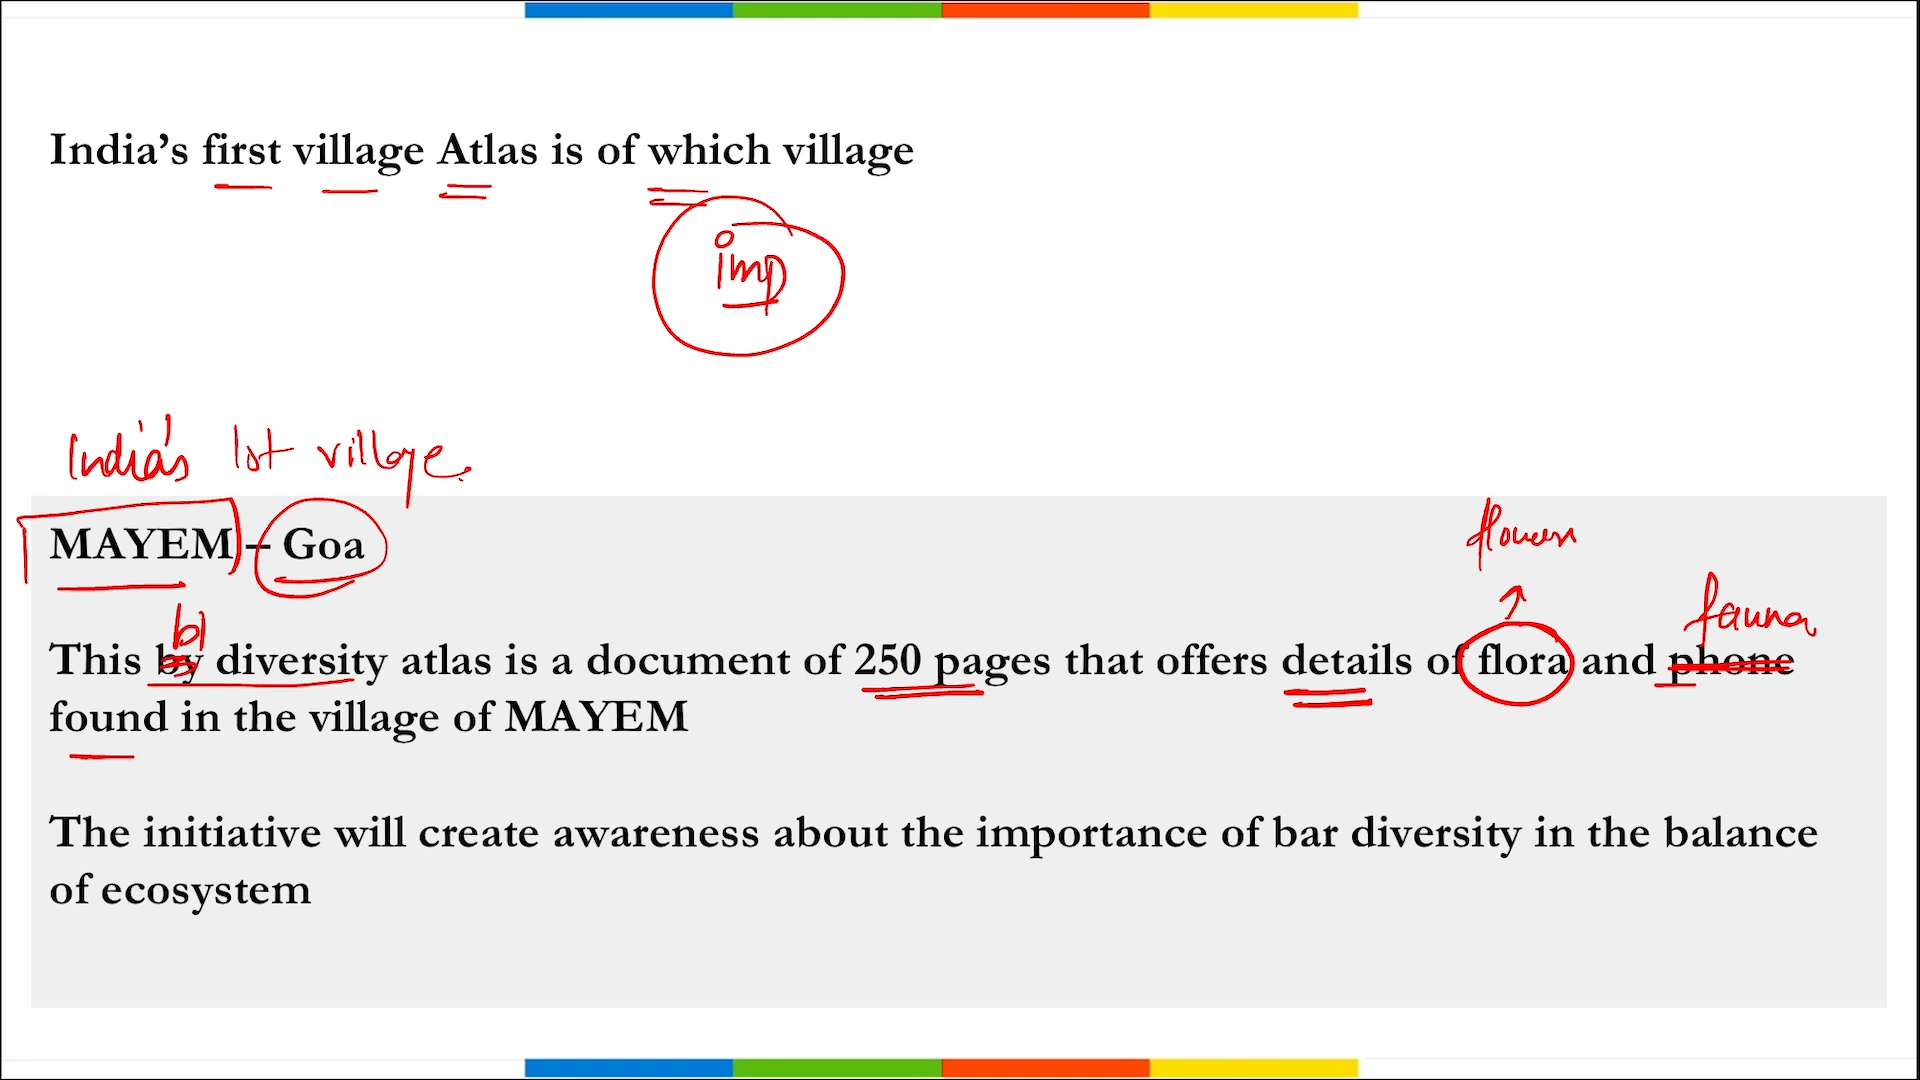 India’s first village Atlas is of which village
imp
India's 1st village.
MAYEM – Goa
flowers
bi
fauna
This by diversity atlas is a document of 250 pages that offers details of flora and phone
found in the village of MAYEM
The initiative will create awareness about the importance of bar diversity in the balance
of ecosystem